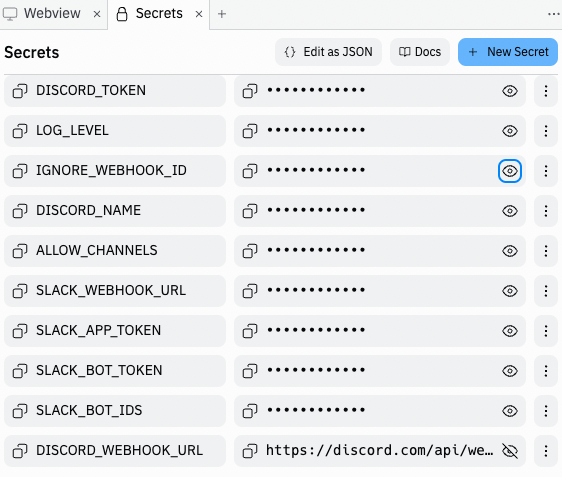 Webview
Secrets
Secrets
{} Edit as JSON
Docs
+ New Secret
DISCORD_TOKEN ••••••••••••
LOG_LEVEL ••••••••••••
IGNORE_WEBHOOK_ID ••••••••••••
DISCORD_NAME ••••••••••••
ALLOW_CHANNELS ••••••••••••
SLACK_WEBHOOK_URL ••••••••••••
SLACK_APP_TOKEN ••••••••••••
SLACK_BOT_TOKEN ••••••••••••
SLACK_BOT_IDS ••••••••••••
DISCORD_WEBHOOK_URL https://discord.com/api/we…